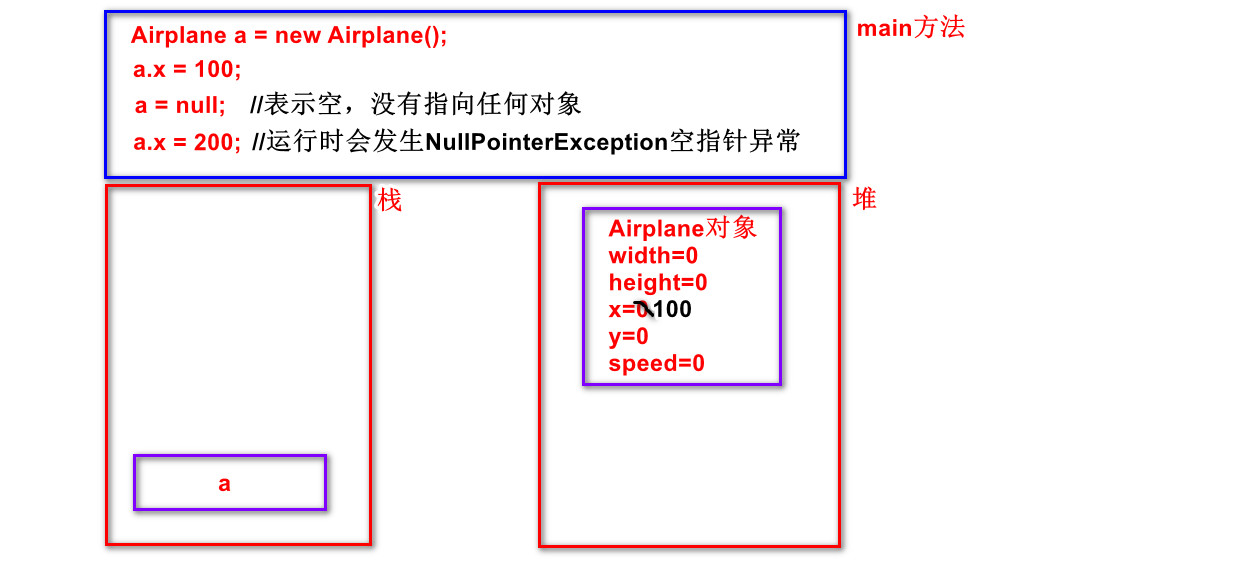 Airplane a = new Airplane();
main方法
a.x = 100;
a = null; //表示空，没有指向任何对象
a.x = 200; //运行时会发生NullPointerException空指针异常
栈
a
堆
Airplane对象
width=0
height=0
x=0 100
y=0
speed=0